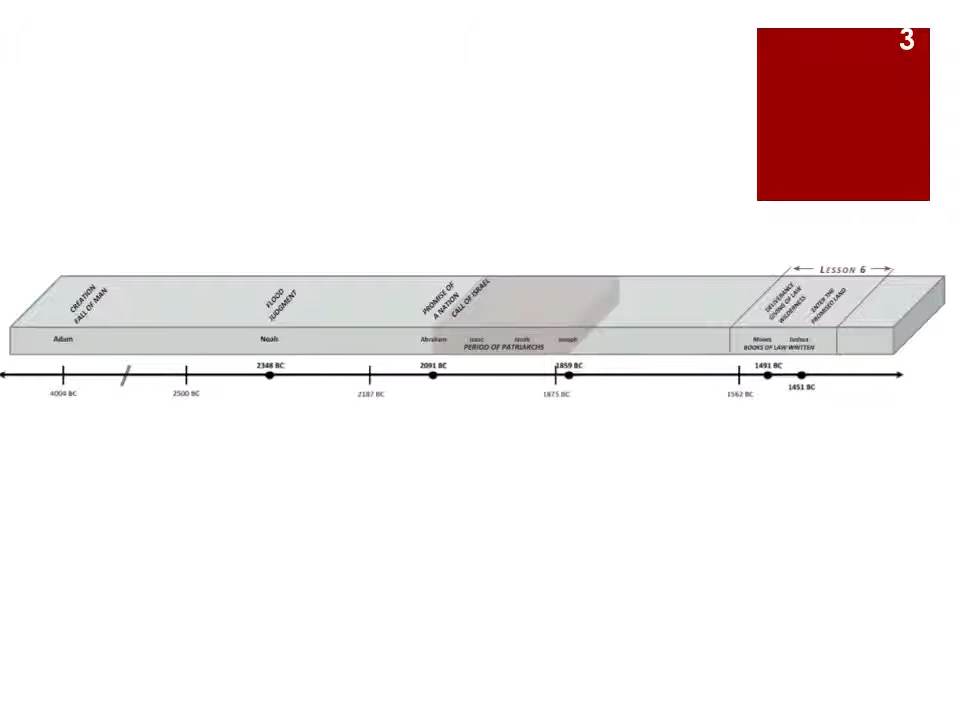 3
LESSON 6
CREATION
FALL OF MAN
FLOOD
JUDGMENT
PROMISE OF
A NATION
CALL OF ISRAEL
DELIVERANCE
GIVING OF LAW
WILDERNESS
ENTER THE
PROMISED LAND
Adam
Noah
Abraham
Isaac
Jacob
Joseph
Moses
Joshua
PERIOD OF PATRIARCHS
BOOKS OF LAW WRITTEN
2348 BC
2091 BC
1859 BC
1491 BC
1451 BC
4004 BC
2500 BC
2187 BC
1875 BC
1562 BC